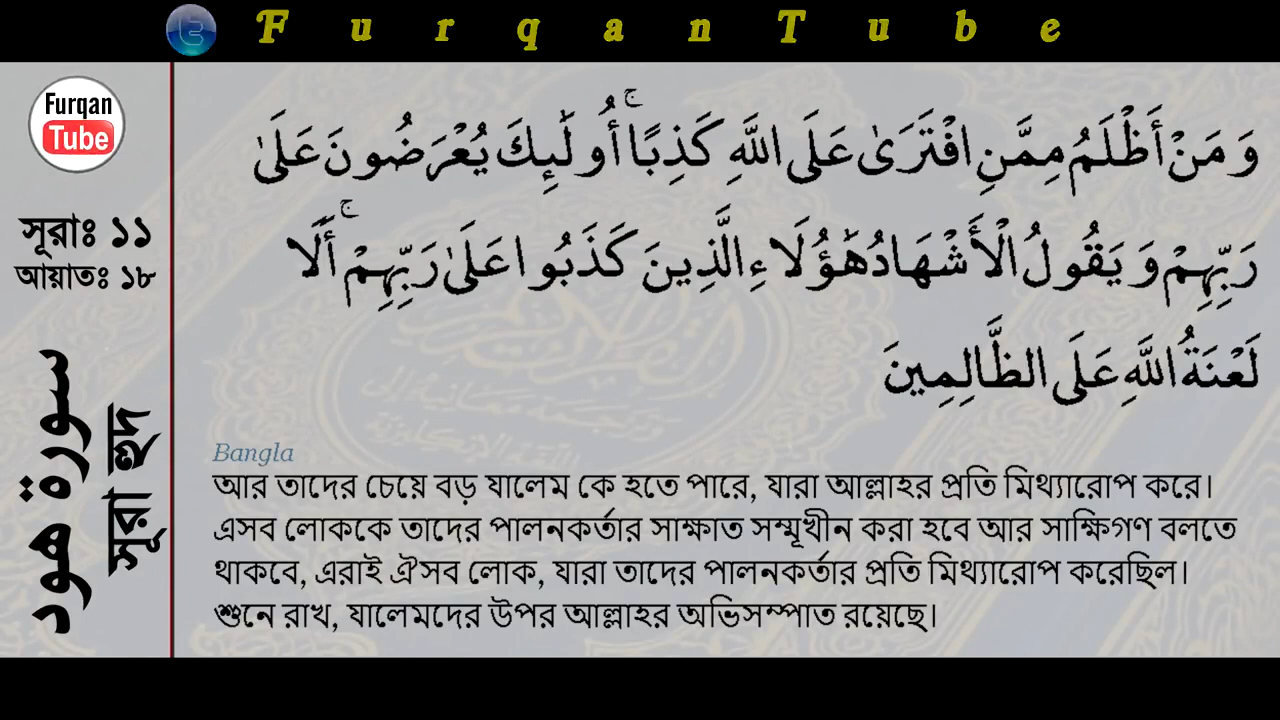 F u r q a n T u b e
Furqan
Tube
সূরাঃ ১১
আয়াতঃ ১৮
سورة هود
সূরা হুদ
وَمَنْ أَظْلَمُ مِمَّنِ افْتَرَىٰ عَلَى اللَّهِ كَذِبًا ۚ أُولَٰئِكَ يُعْرَضُونَ عَلَىٰ
رَبِّهِمْ وَيَقُولُ الْأَشْهَادُ هَٰؤُلَاءِ الَّذِينَ كَذَبُوا عَلَىٰ رَبِّهِمْ ۚ أَلَا
لَعْنَةُ اللَّهِ عَلَى الظَّالِمِينَ
Bangla
আর তাদের চেয়ে বড় যালেম কে হতে পারে, যারা আল্লাহর প্রতি মিথ্যারোপ করে।
এসব লোককে তাদের পালনকর্তার সাক্ষাত সম্মূখীন করা হবে আর সাক্ষিগণ বলতে
থাকবে, এরাই ঐসব লোক, যারা তাদের পালনকর্তার প্রতি মিথ্যারোপ করেছিল।
শুনে রাখ, যালেমদের উপর আল্লাহর অভিসম্পাত রয়েছে।